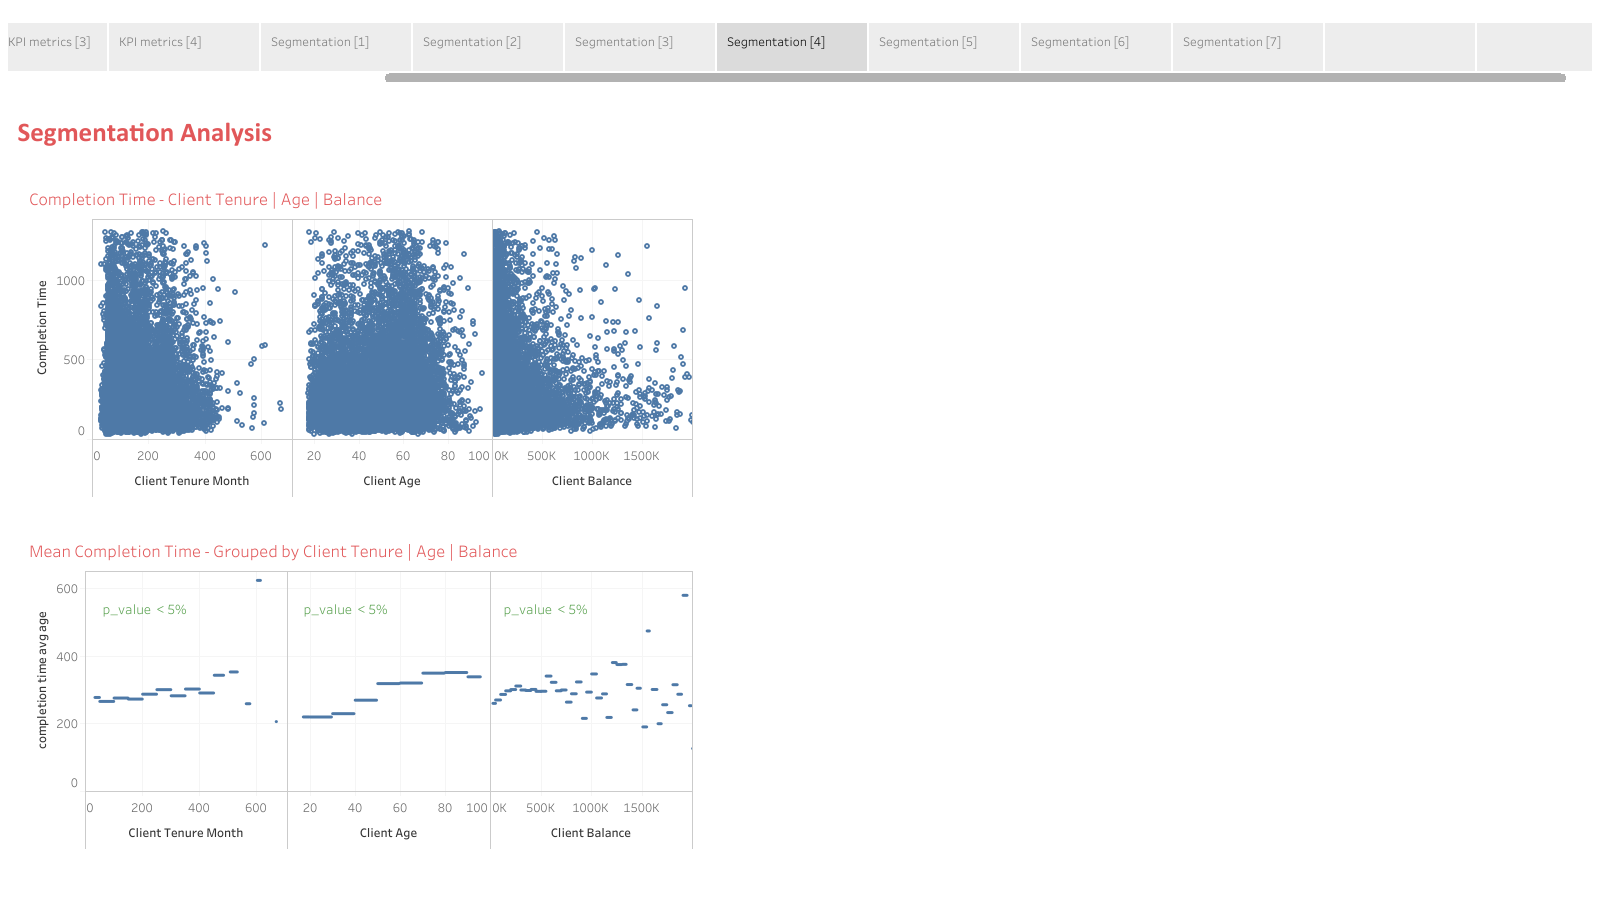 KPI metrics [3] KPI metrics [4] Segmentation [1] Segmentation [2] Segmentation [3] Segmentation [4] Segmentation [5] Segmentation [6] Segmentation [7]
Segmentation Analysis
Completion Time - Client Tenure | Age | Balance
Completion Time
1000
500
0
0 200 400 600 20 40 60 80 100 0K 500K 1000K 1500K
Client Tenure Month Client Age Client Balance
Mean Completion Time - Grouped by Client Tenure | Age | Balance
completion time avg age
600
400
200
0
p_value < 5% p_value < 5% p_value < 5%
0 200 400 600 20 40 60 80 100 0K 500K 1000K 1500K
Client Tenure Month Client Age Client Balance